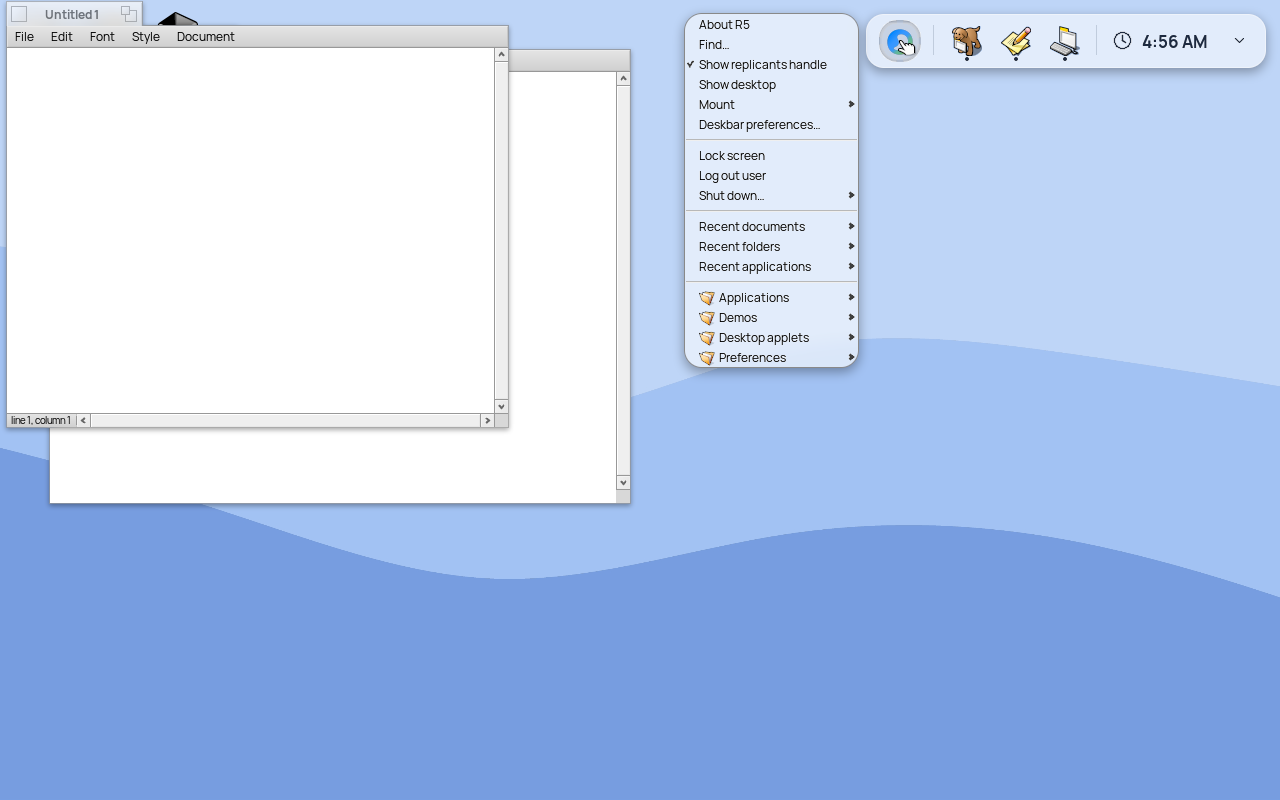 Untitled 1
File Edit Font Style Document
line 1, column 1
About R5
Find...
Show replicants handle
Show desktop
Mount
Deskbar preferences...
Lock screen
Log out user
Shut down...
Recent documents
Recent folders
Recent applications
Applications
Demos
Desktop applets
Preferences
4:56 AM